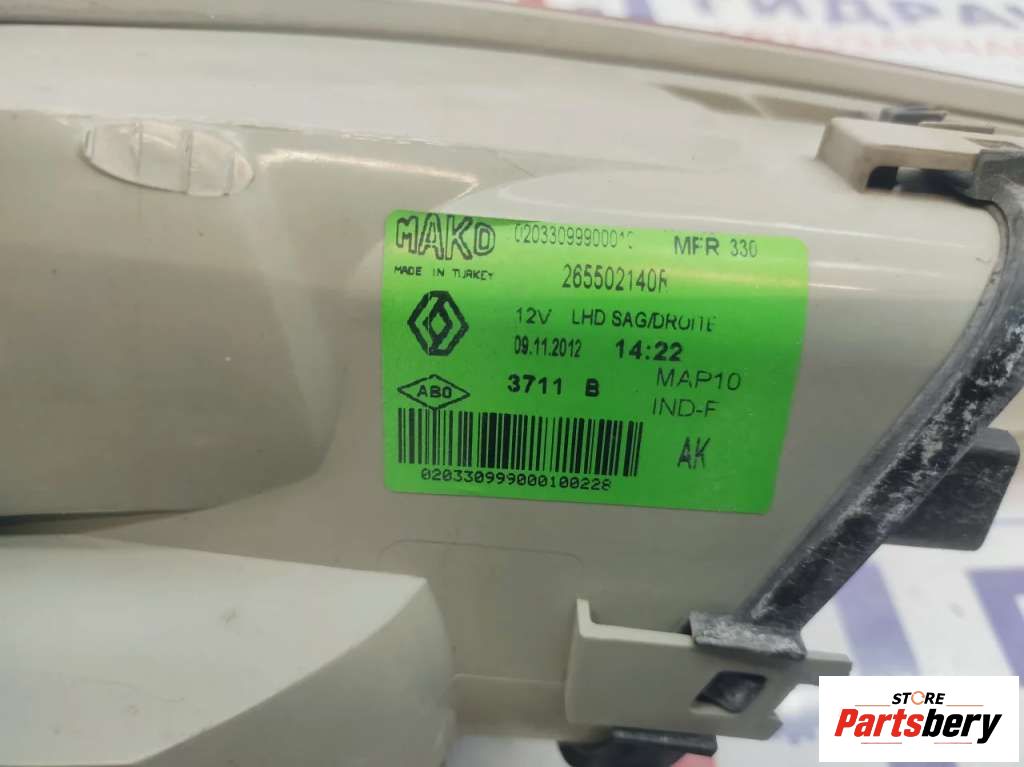 MAKO
MFR 330
MADE IN TURKEY
265502140R
12V LHD SAG/DROITE
09.11.2012 14:22
ABO 3711 B MAP10
IND-F
AK
020330999000100228
STORE
Partsbery